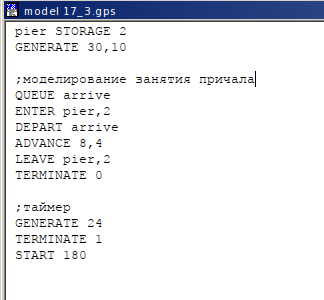 model 17_3.gps
pier STORAGE 2
GENERATE 30,10
;моделирование занятия причала
QUEUE arrive
ENTER pier,2
DEPART arrive
ADVANCE 8,4
LEAVE pier,2
TERMINATE 0
;таймер
GENERATE 24
TERMINATE 1
START 180